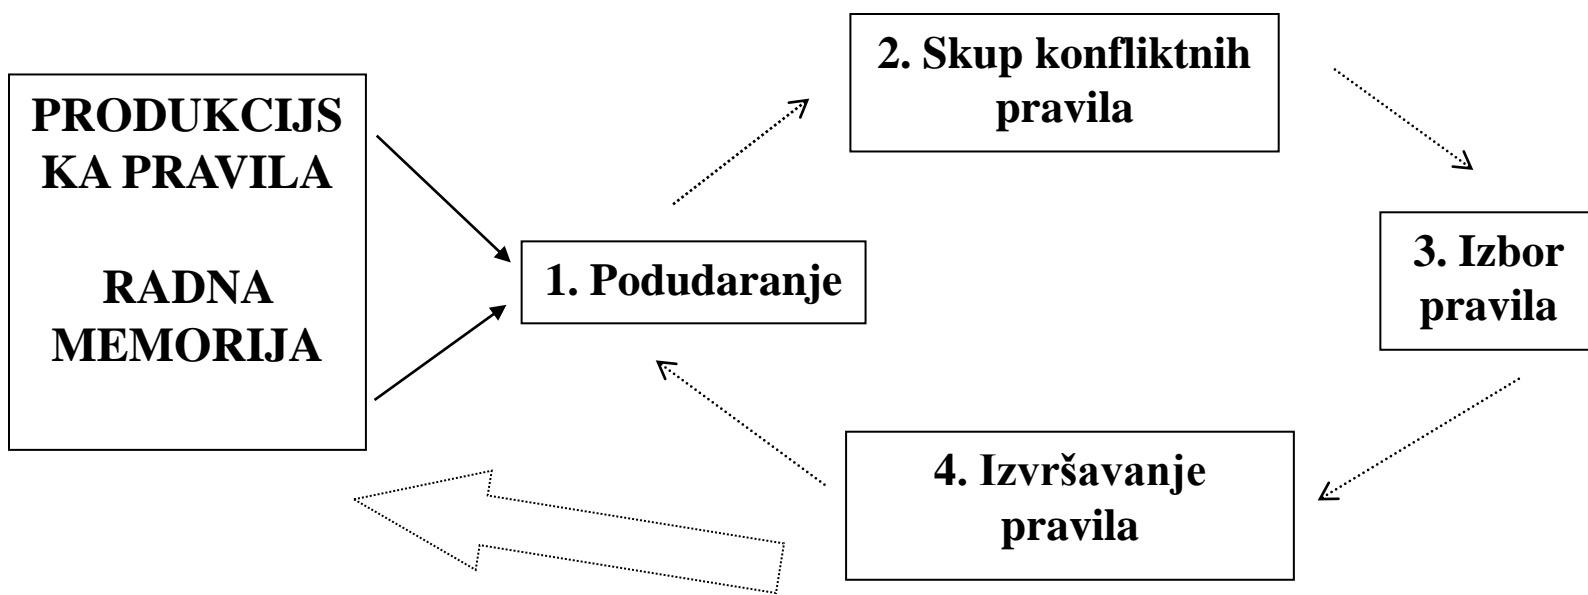 PRODUKCIJS
KA PRAVILA
RADNA
MEMORIJA
1. Podudaranje
2. Skup konfliktnih
pravila
3. Izbor
pravila
4. Izvršavanje
pravila